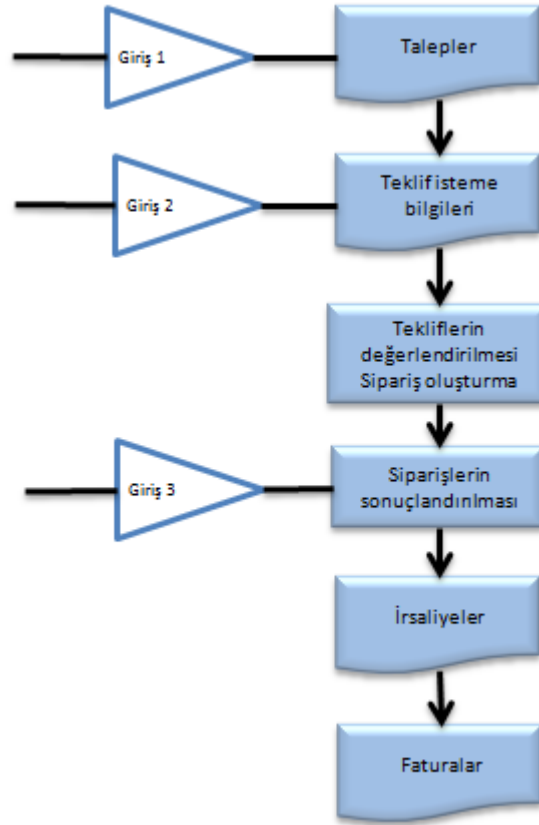 Giriş 1
Talepler
Giriş 2
Teklif isteme
bilgileri
Tekliflerin
değerlendirilmesi
Sipariş oluşturma
Giriş 3
Siparişlerin
sonuçlandırılması
İrsaliyeler
Faturalar